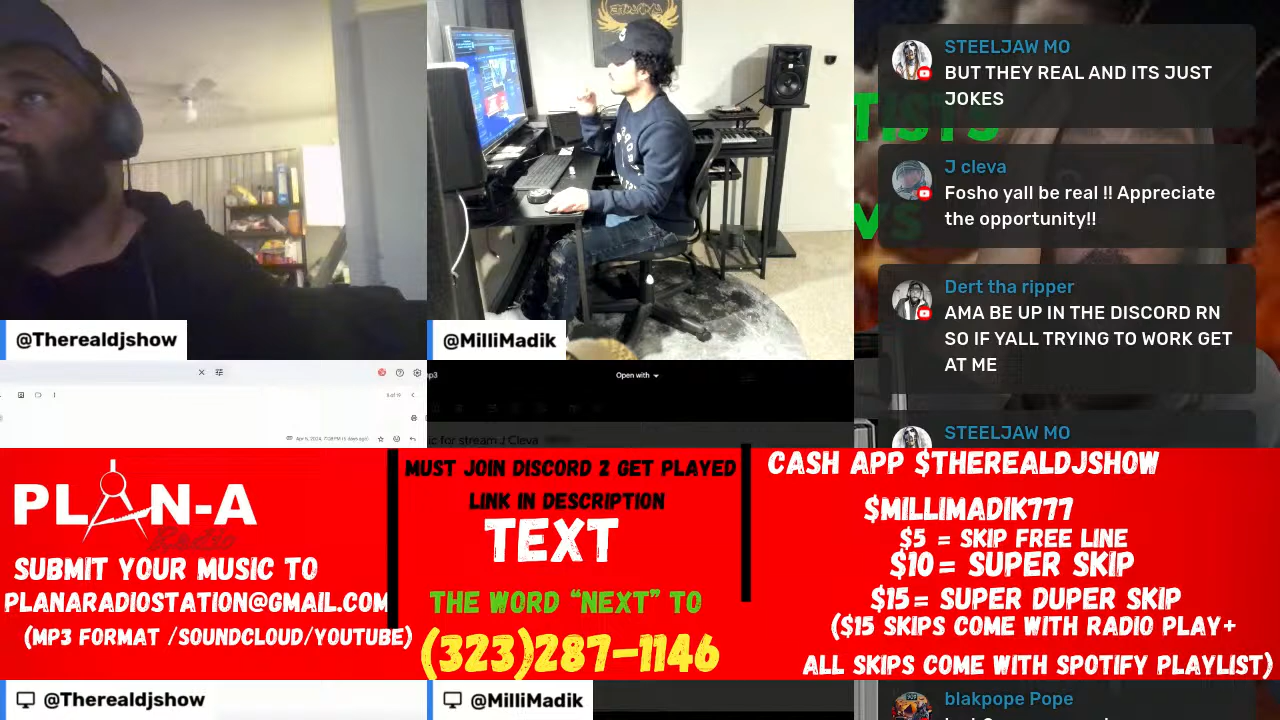 STEELJAW MO
BUT THEY REAL AND ITS JUST
JOKES
J cleva
Fosho yall be real !! Appreciate
the opportunity!!
Dert tha ripper
AMA BE UP IN THE DISCORD RN
SO IF YALL TRYING TO WORK GET
AT ME
STEELJAW MO
@Therealdjshow
@MilliMadik
Open with
PLAN-A
Radio
SUBMIT YOUR MUSIC TO
PLANARADIOSTATION@GMAIL.COM
(MP3 FORMAT /SOUNDCLOUD/YOUTUBE)
MUST JOIN DISCORD 2 GET PLAYED
LINK IN DESCRIPTION
TEXT
THE WORD “NEXT” TO
(323)287-1146
CASH APP $THEREALDJSHOW
$MILLIMADIK777
$5 = SKIP FREE LINE
$10 = SUPER SKIP
$15 = SUPER DUPER SKIP
($15 SKIPS COME WITH RADIO PLAY+
ALL SKIPS COME WITH SPOTIFY PLAYLIST)
@Therealdjshow
@MilliMadik
blakpope Pope